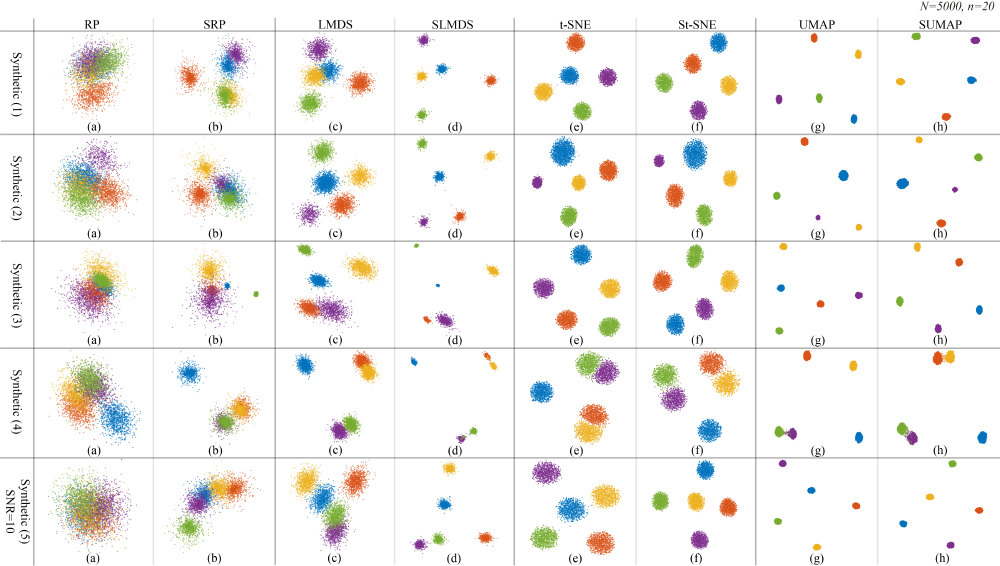 N=5000, n=20
RP SRP LMDS SLMDS t-SNE St-SNE UMAP SUMAP
Synthetic (1)
(a) (b) (c) (d) (e) (f) (g) (h)
Synthetic (2)
(a) (b) (c) (d) (e) (f) (g) (h)
Synthetic (3)
(a) (b) (c) (d) (e) (f) (g) (h)
Synthetic (4)
(a) (b) (c) (d) (e) (f) (g) (h)
Synthetic (5)
SNR=10
(a) (b) (c) (d) (e) (f) (g) (h)